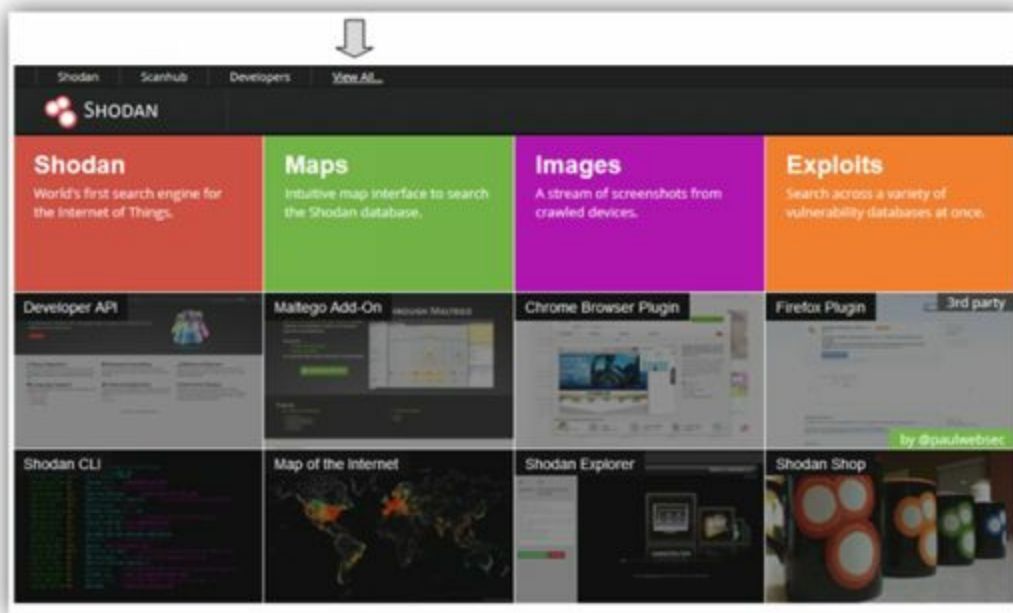 Shodan Scanhub Developers View All...
SHODAN
Shodan
World's first search engine for
the Internet of Things.
Maps
Intuitive map interface to search
the Shodan database.
Images
A stream of screenshots from
crawled devices.
Exploits
Search across a variety of
vulnerability databases at once.
Developer API
Maltego Add-On
Chrome Browser Plugin
Firefox Plugin
3rd party
by @paulwebsec
Shodan CLI
Map of the Internet
Shodan Explorer
Shodan Shop